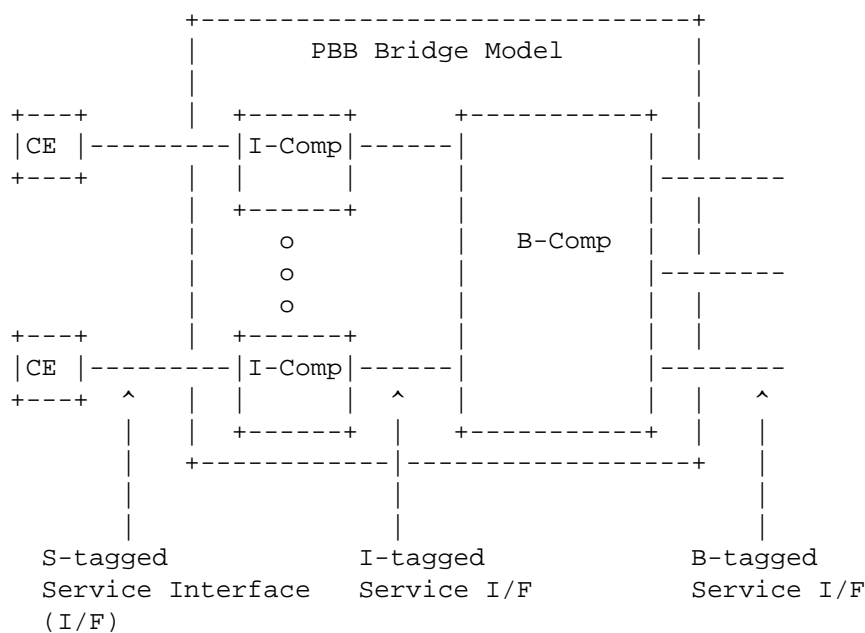 PBB Bridge Model
CE I-Comp
B-Comp
o
o
o
CE I-Comp
S-tagged I-tagged B-tagged
Service Interface Service I/F Service I/F
(I/F)